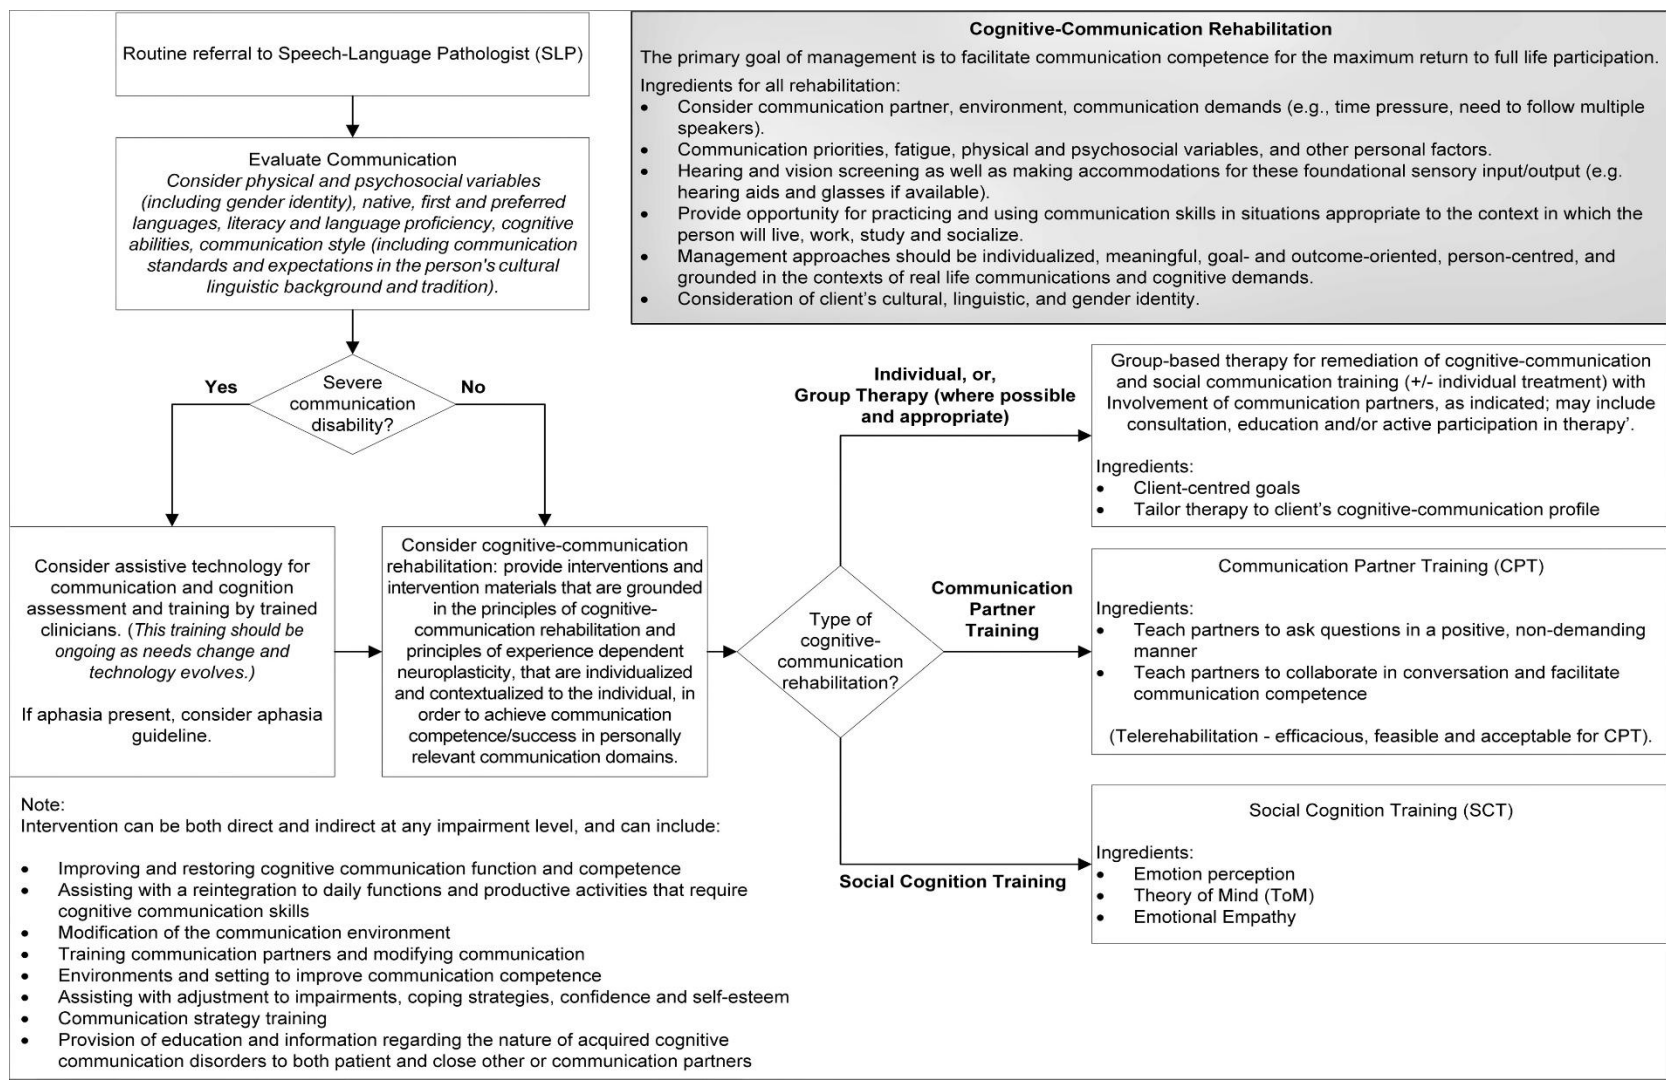 Routine referral to Speech-Language Pathologist (SLP)
Evaluate Communication
Consider physical and psychosocial variables
(including gender identity), native, first and preferred
languages, literacy and language proficiency, cognitive
abilities, communication style (including communication
standards and expectations in the person's cultural
linguistic background and tradition).
Yes
Severe
communication
disability?
No
Consider assistive technology for
communication and cognition
assessment and training by trained
clinicians. (This training should be
ongoing as needs change and
technology evolves.)
If aphasia present, consider aphasia
guideline.
Consider cognitive-communication
rehabilitation: provide interventions and
intervention materials that are grounded
in the principles of cognitive-
communication rehabilitation and
principles of experience dependent
neuroplasticity, that are individualized
and contextualized to the individual, in
order to achieve communication
competence/success in personally
relevant communication domains.
Cognitive-Communication Rehabilitation
The primary goal of management is to facilitate communication competence for the maximum return to full life participation.
Ingredients for all rehabilitation:
• Consider communication partner, environment, communication demands (e.g., time pressure, need to follow multiple
speakers).
• Communication priorities, fatigue, physical and psychosocial variables, and other personal factors.
• Hearing and vision screening as well as making accommodations for these foundational sensory input/output (e.g.
hearing aids and glasses if available).
• Provide opportunity for practicing and using communication skills in situations appropriate to the context in which the
person will live, work, study and socialize.
• Management approaches should be individualized, meaningful, goal- and outcome-oriented, person-centred, and
grounded in the contexts of real life communications and cognitive demands.
• Consideration of client's cultural, linguistic, and gender identity.
Type of
cognitive-
communication
rehabilitation?
Individual, or,
Group Therapy (where possible
and appropriate)
Group-based therapy for remediation of cognitive-communication
and social communication training (+/- individual treatment) with
Involvement of communication partners, as indicated; may include
consultation, education and/or active participation in therapy'.
Ingredients:
• Client-centred goals
• Tailor therapy to client's cognitive-communication profile
Communication
Partner
Training
Communication Partner Training (CPT)
Ingredients:
• Teach partners to ask questions in a positive, non-demanding
manner
• Teach partners to collaborate in conversation and facilitate
communication competence
(Telerehabilitation - efficacious, feasible and acceptable for CPT).
Social Cognition Training
Social Cognition Training (SCT)
Ingredients:
• Emotion perception
• Theory of Mind (ToM)
• Emotional Empathy
Note:
Intervention can be both direct and indirect at any impairment level, and can include:
• Improving and restoring cognitive communication function and competence
• Assisting with a reintegration to daily functions and productive activities that require
cognitive communication skills
• Modification of the communication environment
• Training communication partners and modifying communication
• Environments and setting to improve communication competence
• Assisting with adjustment to impairments, coping strategies, confidence and self-esteem
• Communication strategy training
• Provision of education and information regarding the nature of acquired cognitive
communication disorders to both patient and close other or communication partners